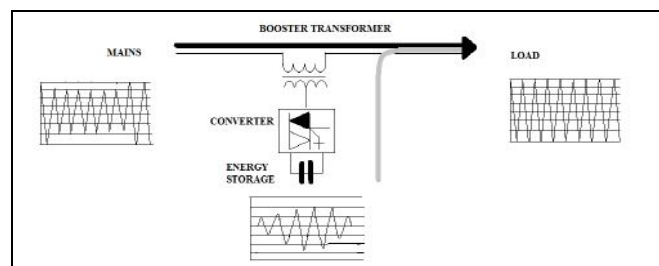 BOOSTER TRANSFORMER
MAINS
LOAD
CONVERTER
ENERGY
STORAGE